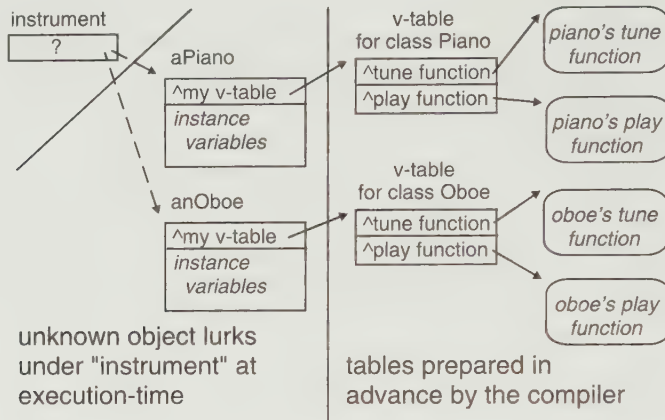 instrument
?
aPiano
^my v-table
instance
variables
anOboe
^my v-table
instance
variables
unknown object lurks
under "instrument" at
execution-time
v-table
for class Piano
^tune function
^play function
piano's tune
function
piano's play
function
v-table
for class Oboe
^tune function
^play function
oboe's tune
function
oboe's play
function
tables prepared in
advance by the compiler